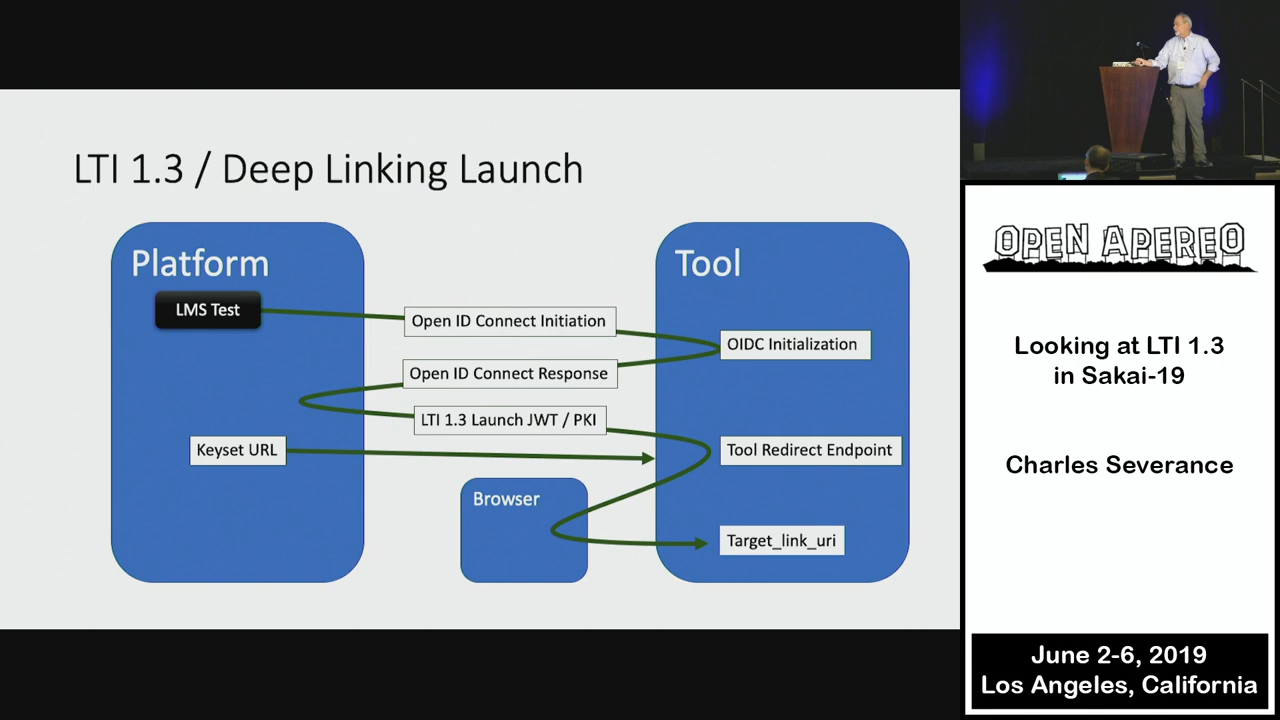 LTI 1.3 / Deep Linking Launch
Platform
LMS Test
Keyset URL
Open ID Connect Initiation
Open ID Connect Response
LTI 1.3 Launch JWT / PKI
Browser
Tool
OIDC Initialization
Tool Redirect Endpoint
Target_link_uri
OPEN APEREO
Looking at LTI 1.3
in Sakai-19
Charles Severance
June 2-6, 2019
Los Angeles, California